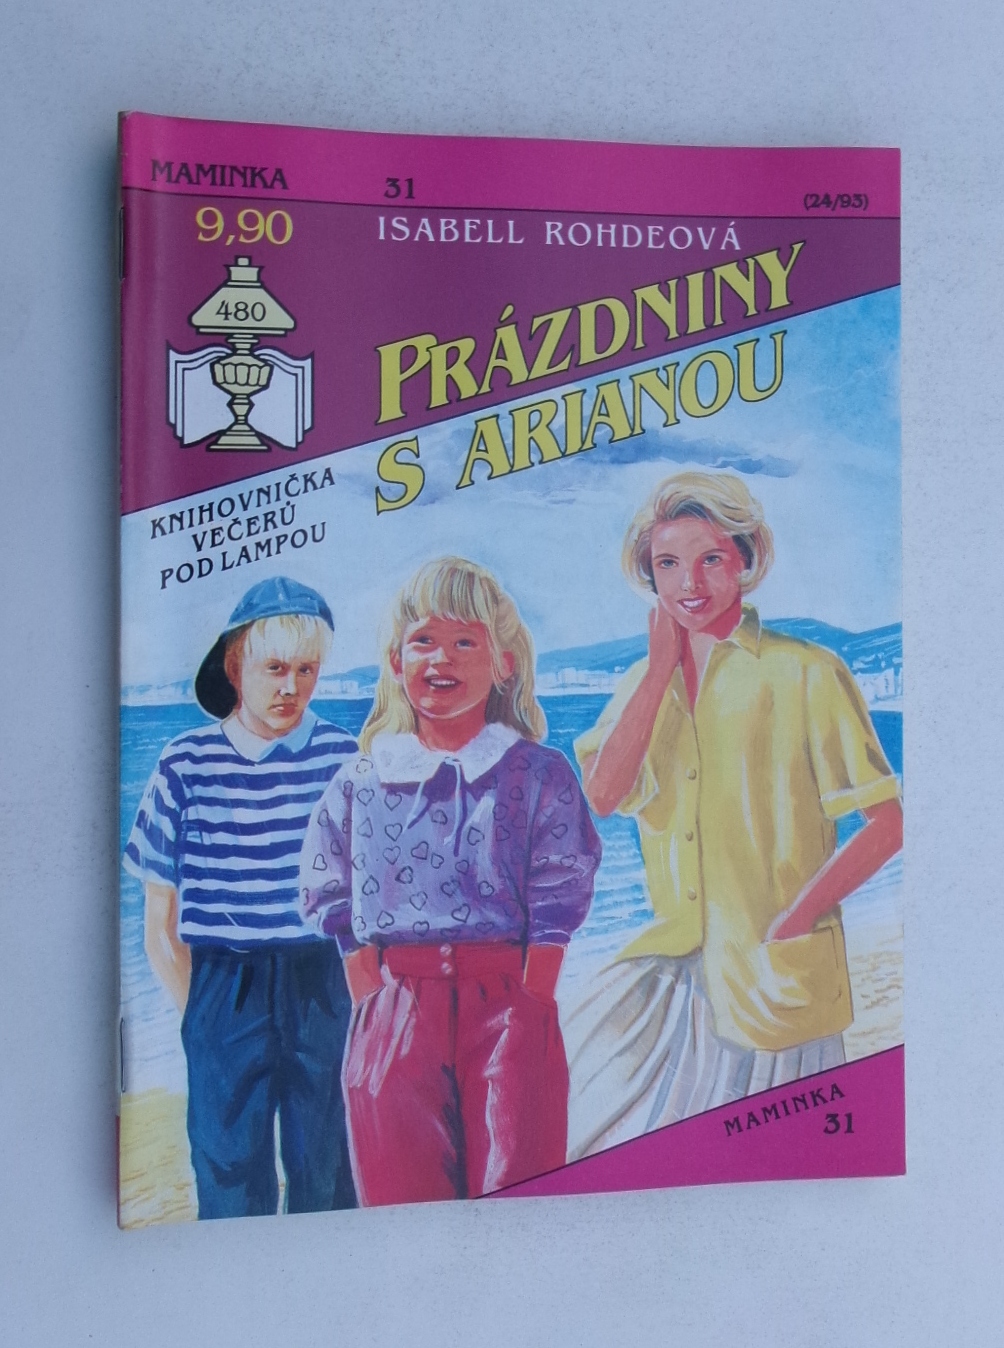 MAMINKA
31
(24/93)
9,90
ISABELL ROHDEOVÁ
480
PRÁZDNINY
S ARIANOU
KNIHOVNIČKA
VEČERŮ
POD LAMPOU
MAMINKA
31